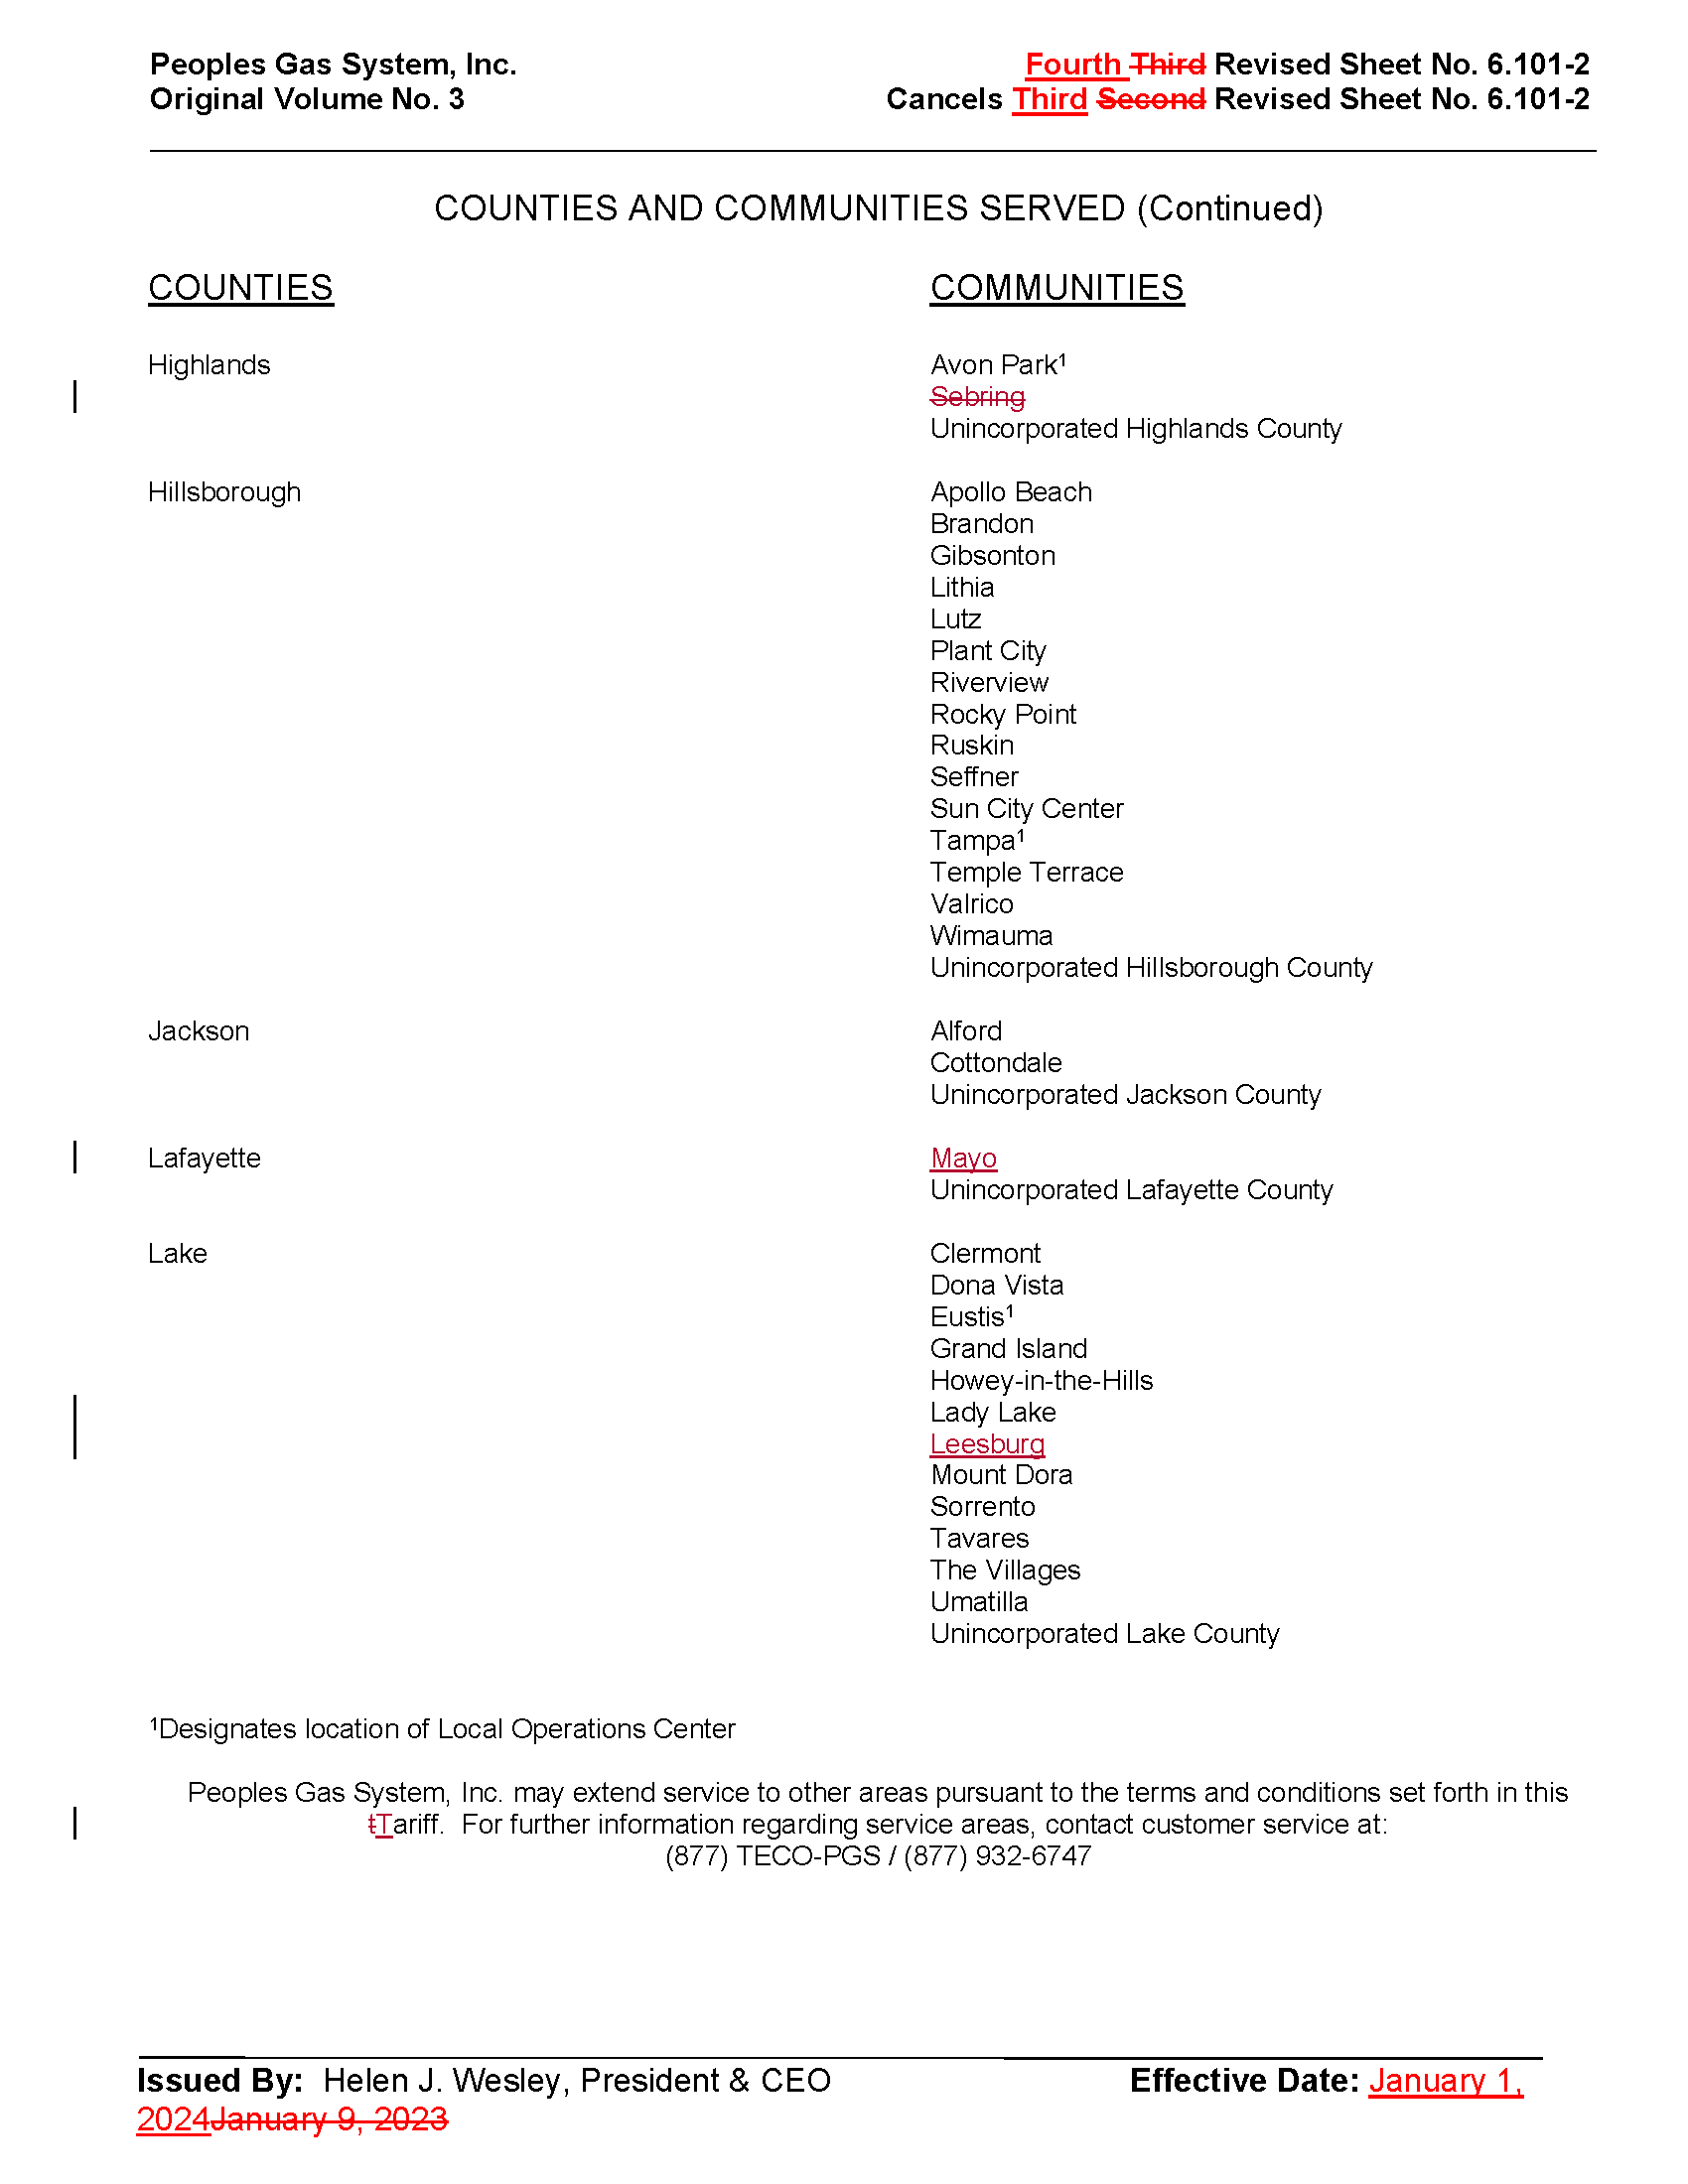 Peoples Gas System, Inc. Fourth Third Revised Sheet No. 6.101-2
Original Volume No. 3 Cancels Third Second Revised Sheet No. 6.101-2
COUNTIES AND COMMUNITIES SERVED (Continued)
COUNTIES COMMUNITIES
Highlands Avon Park¹
Sebring
Unincorporated Highlands County
Hillsborough Apollo Beach
Brandon
Gibsonton
Lithia
Lutz
Plant City
Riverview
Rocky Point
Ruskin
Seffner
Sun City Center
Tampa¹
Temple Terrace
Valrico
Wimauma
Unincorporated Hillsborough County
Jackson Alford
Cottondale
Unincorporated Jackson County
Lafayette Mayo
Unincorporated Lafayette County
Lake Clermont
Dona Vista
Eustis¹
Grand Island
Howey-in-the-Hills
Lady Lake
Leesburg
Mount Dora
Sorrento
Tavares
The Villages
Umatilla
Unincorporated Lake County
¹Designates location of Local Operations Center
Peoples Gas System, Inc. may extend service to other areas pursuant to the terms and conditions set forth in this
tTariff. For further information regarding service areas, contact customer service at:
(877) TECO-PGS / (877) 932-6747
Issued By: Helen J. Wesley, President & CEO Effective Date: January 1,
2024January 9, 2023